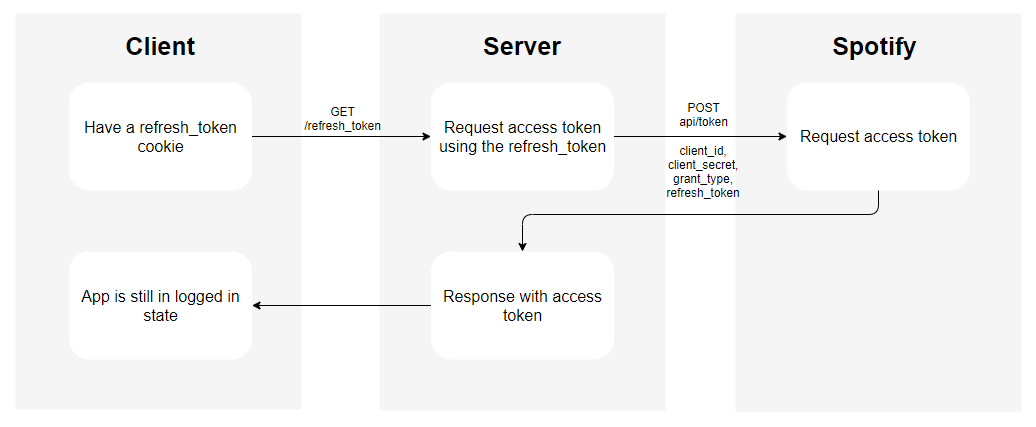 Client
Server
Spotify
Have a refresh_token
cookie
GET
/refresh_token
Request access token
using the refresh_token
POST
api/token
client_id,
client_secret,
grant_type,
refresh_token
Request access token
App is still in logged in
state
Response with access
token